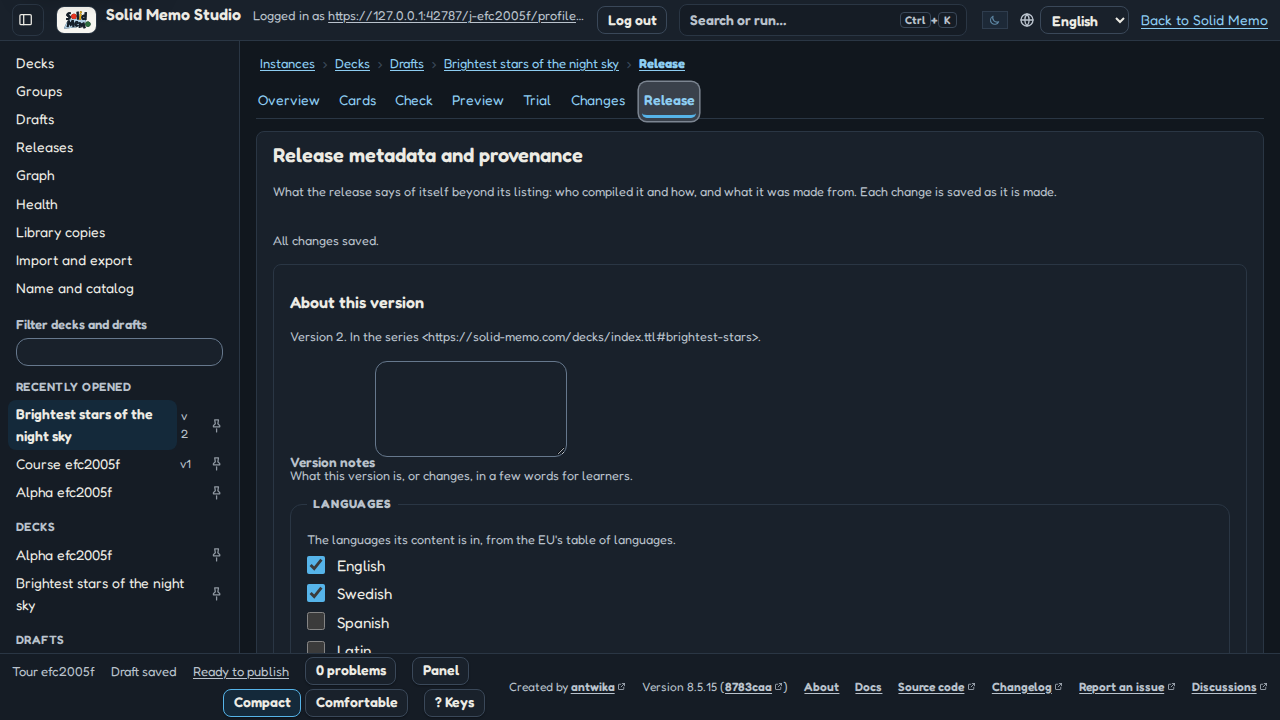 Solid Memo Studio
Logged in as https://127.0.0.1:42787/j-efc2005f/profile...
Log out
Search or run...
Ctrl+K
English
Back to Solid Memo
Decks
Groups
Drafts
Releases
Graph
Health
Library copies
Import and export
Name and catalog
Filter decks and drafts
RECENTLY OPENED
Brightest stars of the night sky
v 2
Course efc2005f
v1
Alpha efc2005f
DECKS
Alpha efc2005f
Brightest stars of the night sky
DRAFTS
Instances › Decks › Drafts › Brightest stars of the night sky › Release
Overview
Cards
Check
Preview
Trial
Changes
Release
Release metadata and provenance
What the release says of itself beyond its listing: who compiled it and how, and what it was made from. Each change is saved as it is made.
All changes saved.
About this version
Version 2. In the series <https://solid-memo.com/decks/index.ttl#brightest-stars>.
Version notes
What this version is, or changes, in a few words for learners.
LANGUAGES
The languages its content is in, from the EU's table of languages.
English
Swedish
Spanish
Latin
Tour efc2005f
Draft saved
Ready to publish
0 problems
Panel
Compact
Comfortable
? Keys
Created by antwika
Version 8.5.15 (8783caa)
About
Docs
Source code
Changelog
Report an issue
Discussions